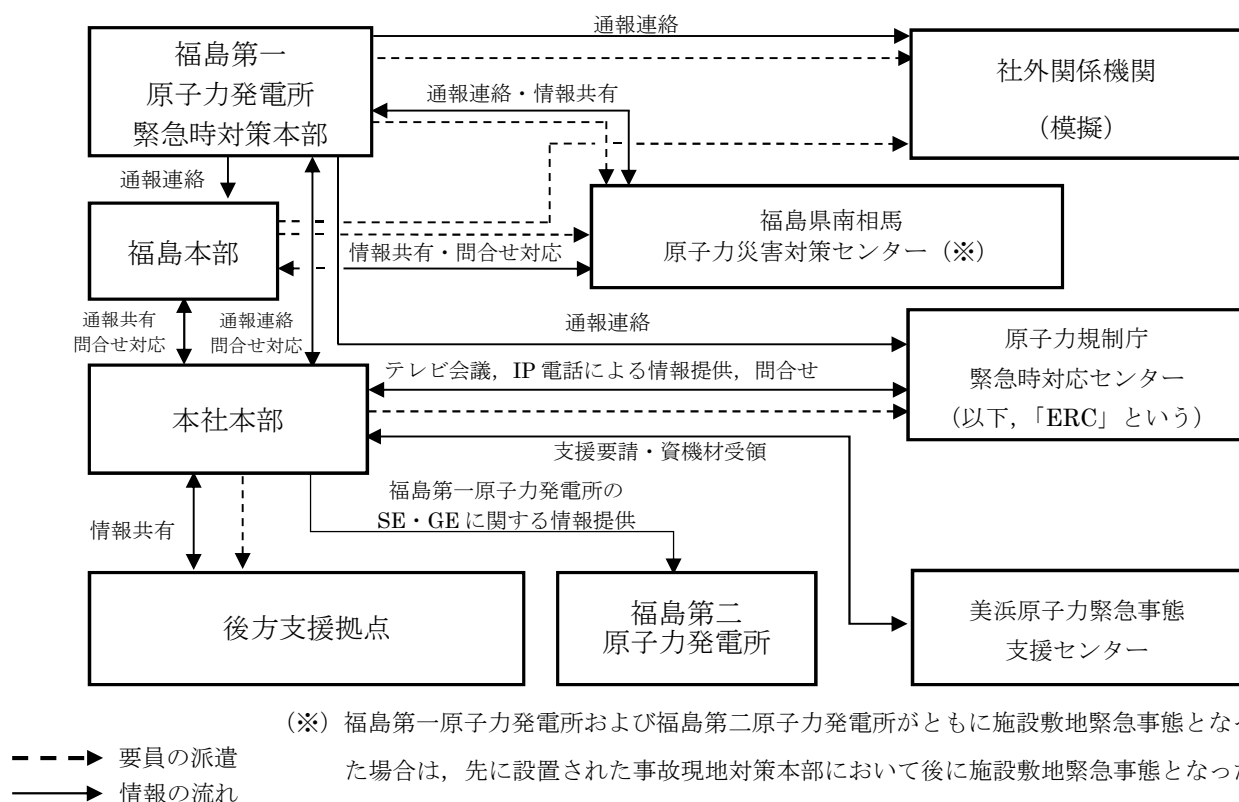 通報連絡
福島第一
原子力発電所
緊急時対策本部
社外関係機関
（模擬）
通報連絡・情報共有
通報連絡
福島本部
福島県南相馬
原子力災害対策センター（※）
情報共有・問合せ対応
通報共有
問合せ対応
通報連絡
問合せ対応
通報連絡
原子力規制庁
緊急時対応センター
（以下，「ERC」という）
テレビ会議，IP 電話による情報提供，問合せ
本社本部
支援要請・資機材受領
福島第一原子力発電所の
SE・GE に関する情報提供
情報共有
後方支援拠点
福島第二
原子力発電所
美浜原子力緊急事態
支援センター
（※）福島第一原子力発電所および福島第二原子力発電所がともに施設敷地緊急事態となっ
た場合は，先に設置された事故現地対策本部において後に施設敷地緊急事態となった
要員の派遣
情報の流れ